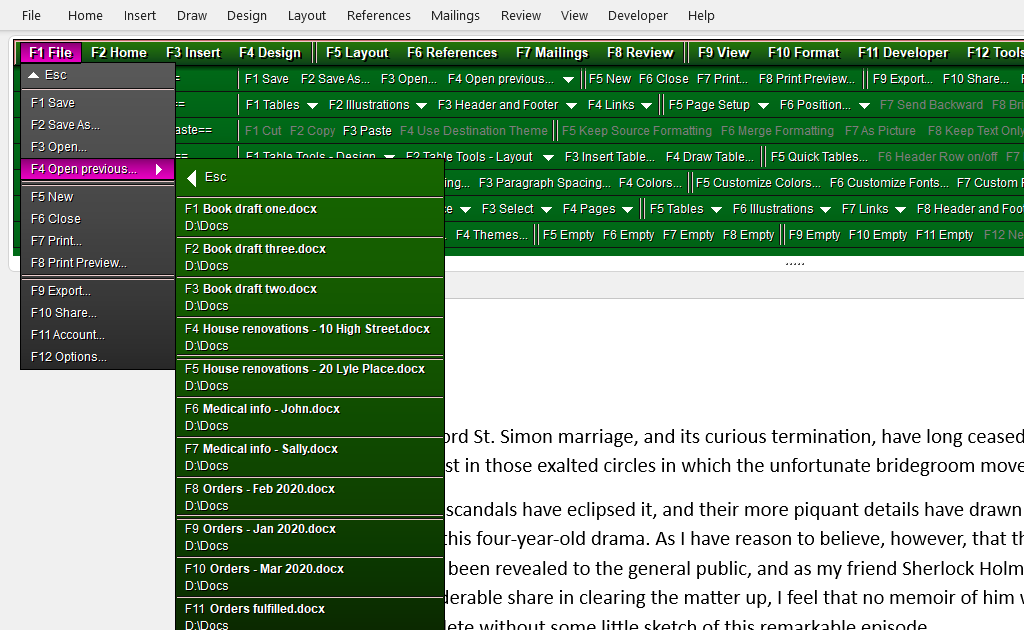 File Home Insert Draw Design Layout References Mailings Review View Developer Help
F1 File F2 Home F3 Insert F4 Design F5 Layout F6 References F7 Mailings F8 Review F9 View F10 Format F11 Developer F12 Tools
Esc
== F1 Save F2 Save As... F3 Open... F4 Open previous... F5 New F6 Close F7 Print... F8 Print Preview... F9 Export... F10 Share...
F1 Save
== F1 Tables F2 Illustrations F3 Header and Footer F4 Links F5 Page Setup F6 Position... F7 Send Backward F8 Bri
F2 Save As...
aste== F1 Cut F2 Copy F3 Paste F4 Use Destination Theme F5 Keep Source Formatting F6 Merge Formatting F7 As Picture F8 Keep Text Only
F3 Open...
== F1 Table Tools - Design F2 Table Tools - Layout F3 Insert Table... F4 Draw Table... F5 Quick Tables... F6 Header Row on/off F7
F4 Open previous...
Esc
ng... F3 Paragraph Spacing... F4 Colors... F5 Customize Colors... F6 Customize Fonts... F7 Custom
F5 New
e F3 Select F4 Pages F5 Tables F6 Illustrations F7 Links F8 Header and Foo
F6 Close
F4 Themes... F5 Empty F6 Empty F7 Empty F8 Empty F9 Empty F10 Empty F11 Empty F12 Ne
F7 Print...
F8 Print Preview...
F9 Export...
F10 Share...
F11 Account...
F12 Options...
F1 Book draft one.docx
D:\Docs
F2 Book draft three.docx
D:\Docs
F3 Book draft two.docx
D:\Docs
F4 House renovations - 10 High Street.docx
D:\Docs
F5 House renovations - 20 Lyle Place.docx
D:\Docs
F6 Medical info - John.docx
D:\Docs
F7 Medical info - Sally.docx
D:\Docs
F8 Orders - Feb 2020.docx
D:\Docs
F9 Orders - Jan 2020.docx
D:\Docs
F10 Orders - Mar 2020.docx
D:\Docs
F11 Orders fulfilled.docx
D:\Docs
ord St. Simon marriage, and its curious termination, have long ceased
st in those exalted circles in which the unfortunate bridegroom move
scandals have eclipsed it, and their more piquant details have drawn
this four-year-old drama. As I have reason to believe, however, that th
been revealed to the general public, and as my friend Sherlock Holm
derable share in clearing the matter up, I feel that no memoir of him w
lete without some little sketch of this remarkable episode.